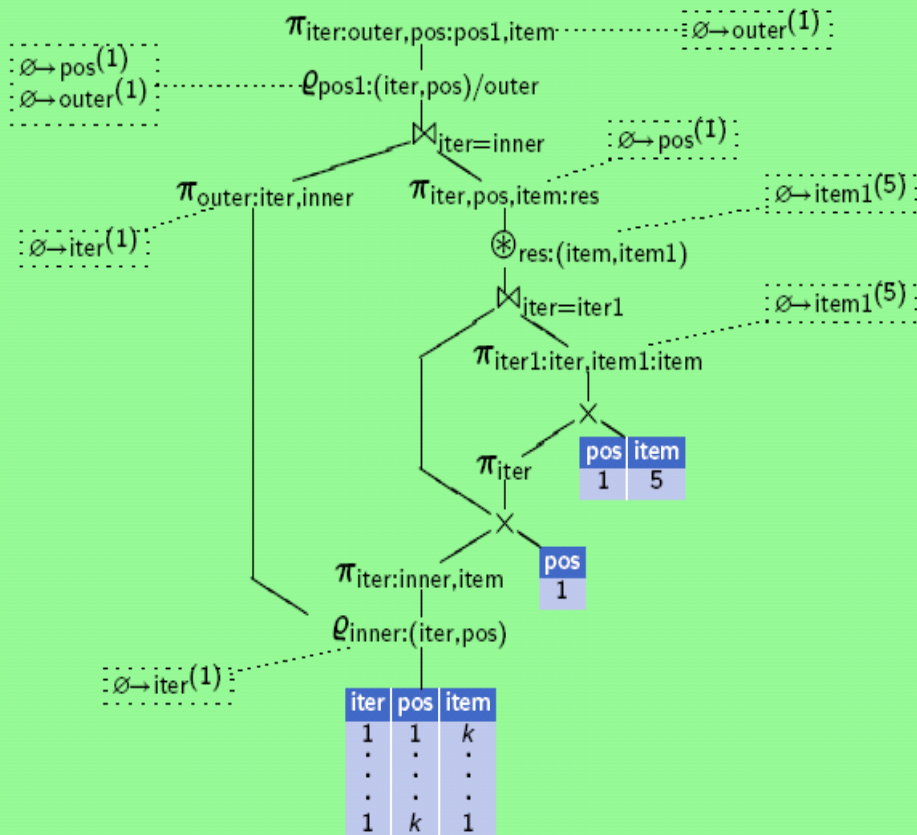 π iter:outer,pos:pos1,item
∅→outer(1)
∅→pos(1)
∅→outer(1)
ϱ pos1:(iter,pos)/outer
⋈ iter=inner
∅→pos(1)
π outer:iter,inner
π iter,pos,item:res
∅→item1(5)
∅→iter(1)
⊛ res:(item,item1)
⋈ iter=iter1
∅→item1(5)
π iter1:iter,item1:item
×
pos item
1 5
π iter
×
pos
1
π iter:inner,item
ϱ inner:(iter,pos)
∅→iter(1)
iter pos item
1 1 k
. . .
. . .
. . .
1 k 1